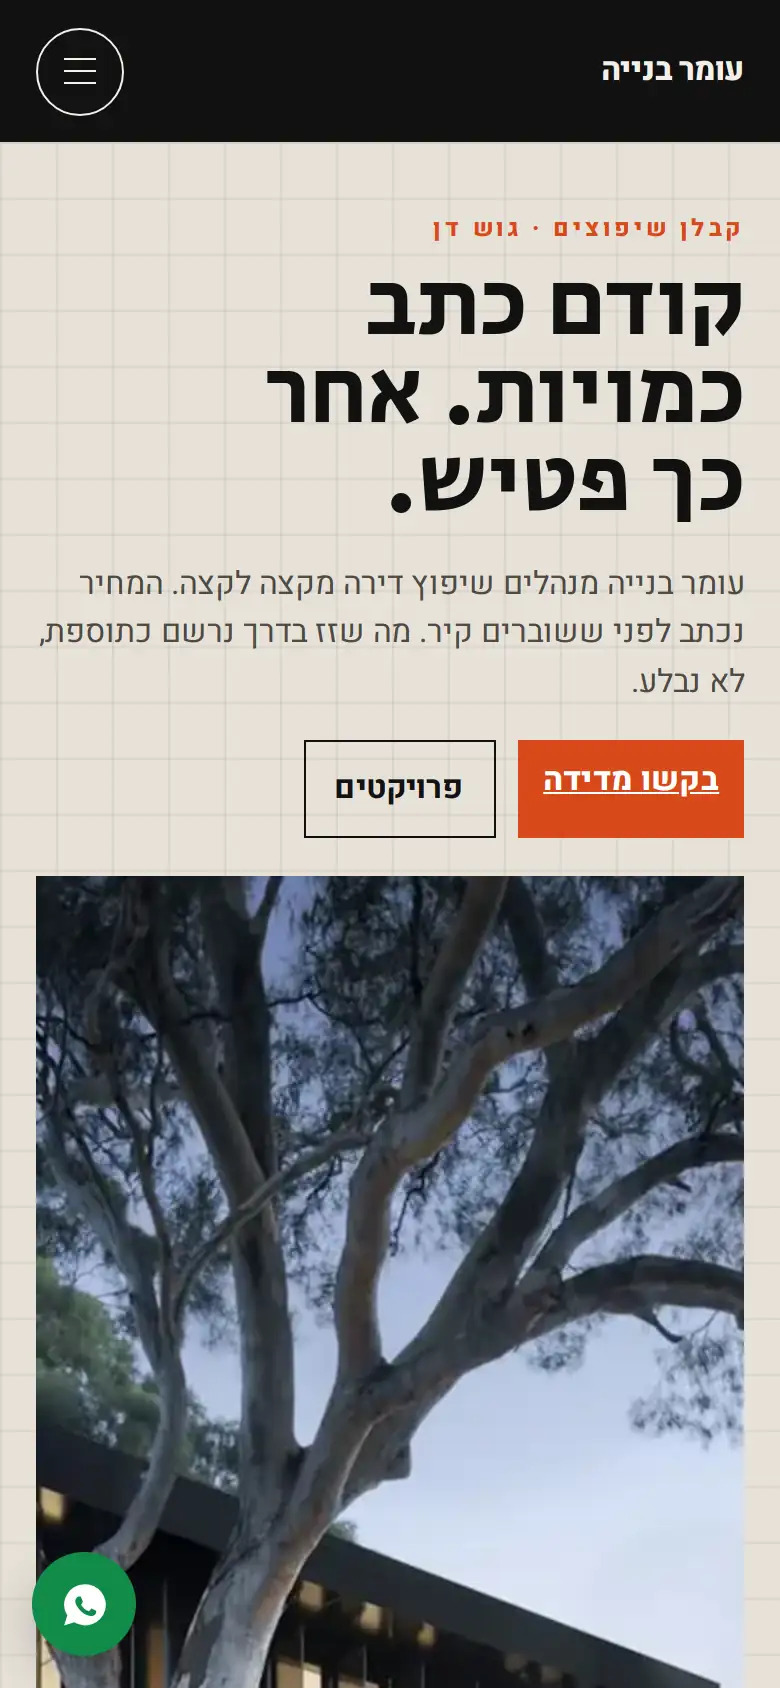 עומר בנייה
קבלן שיפוצים · גוש דן
קודם כתב
כמויות. אחר
כך פטיש.
עומר בנייה מנהלים שיפוץ דירה מקצה לקצה. המחיר
נכתב לפני ששוברים קיר. מה שזז בדרך נרשם כתוספת,
לא נבלע.
בקשו מדידה
פרויקטים